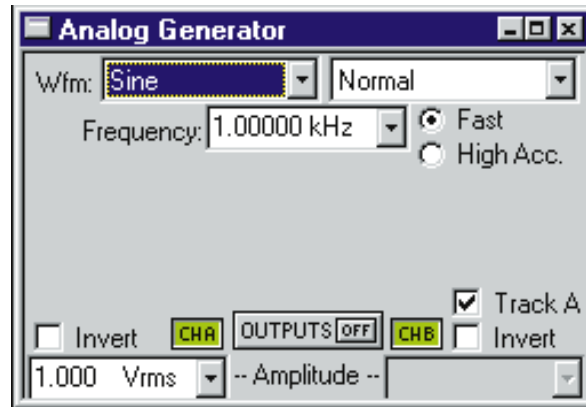 Analog Generator
Wfm: Sine Normal
Frequency: 1.00000 kHz Fast
High Acc.
Track A
Invert CHA OUTPUTS OFF CHB Invert
1.000 Vrms -- Amplitude --